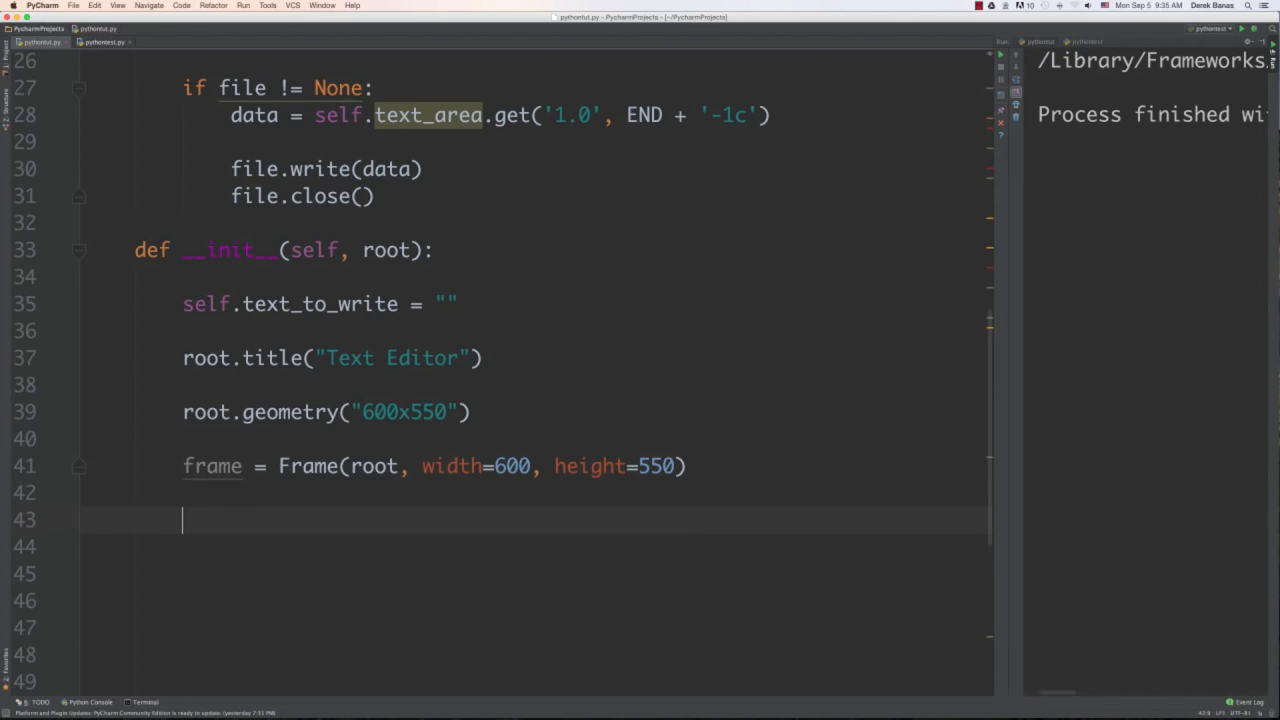 PyCharm File Edit View Navigate Code Refactor Run Tools VCS Window Help 10 Mon Sep 5 9:35 AM Derek Banas
pythontut.py - PycharmProjects - [~/PycharmProjects]
PycharmProjects pythontut.py pythontest
pythontut.py pythontest.py Run: pythontut pythontest
26
27 if file != None:
28 data = self.text_area.get('1.0', END + '-1c')
29
30 file.write(data)
31 file.close()
32
33 def __init__(self, root):
34
35 self.text_to_write = ""
36
37 root.title("Text Editor")
38
39 root.geometry("600x550")
40
41 frame = Frame(root, width=600, height=550)
42
43
44
45
46
47
48
49
/Library/Frameworks.
Process finished wi
1: Project
Z: Structure
2: Favorites
Run
6: TODO Python Console Terminal Event Log
Platform and Plugin Updates: PyCharm Community Edition is ready to update. (yesterday 7:51 PM) 43:9 LF÷ UTF-8÷